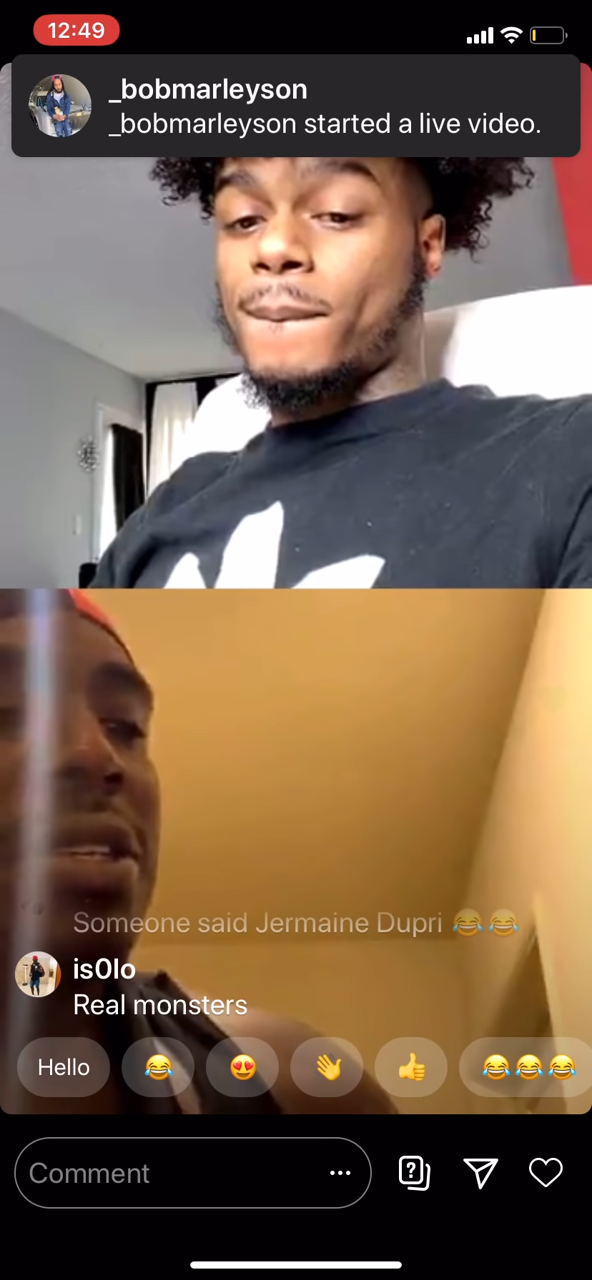 12:49
_bobmarleyson
_bobmarleyson started a live video.
Someone said Jermaine Dupri 😂😂
is0lo
Real monsters
Hello 😂 😍 👋 👍 😂😂😂
Comment ...